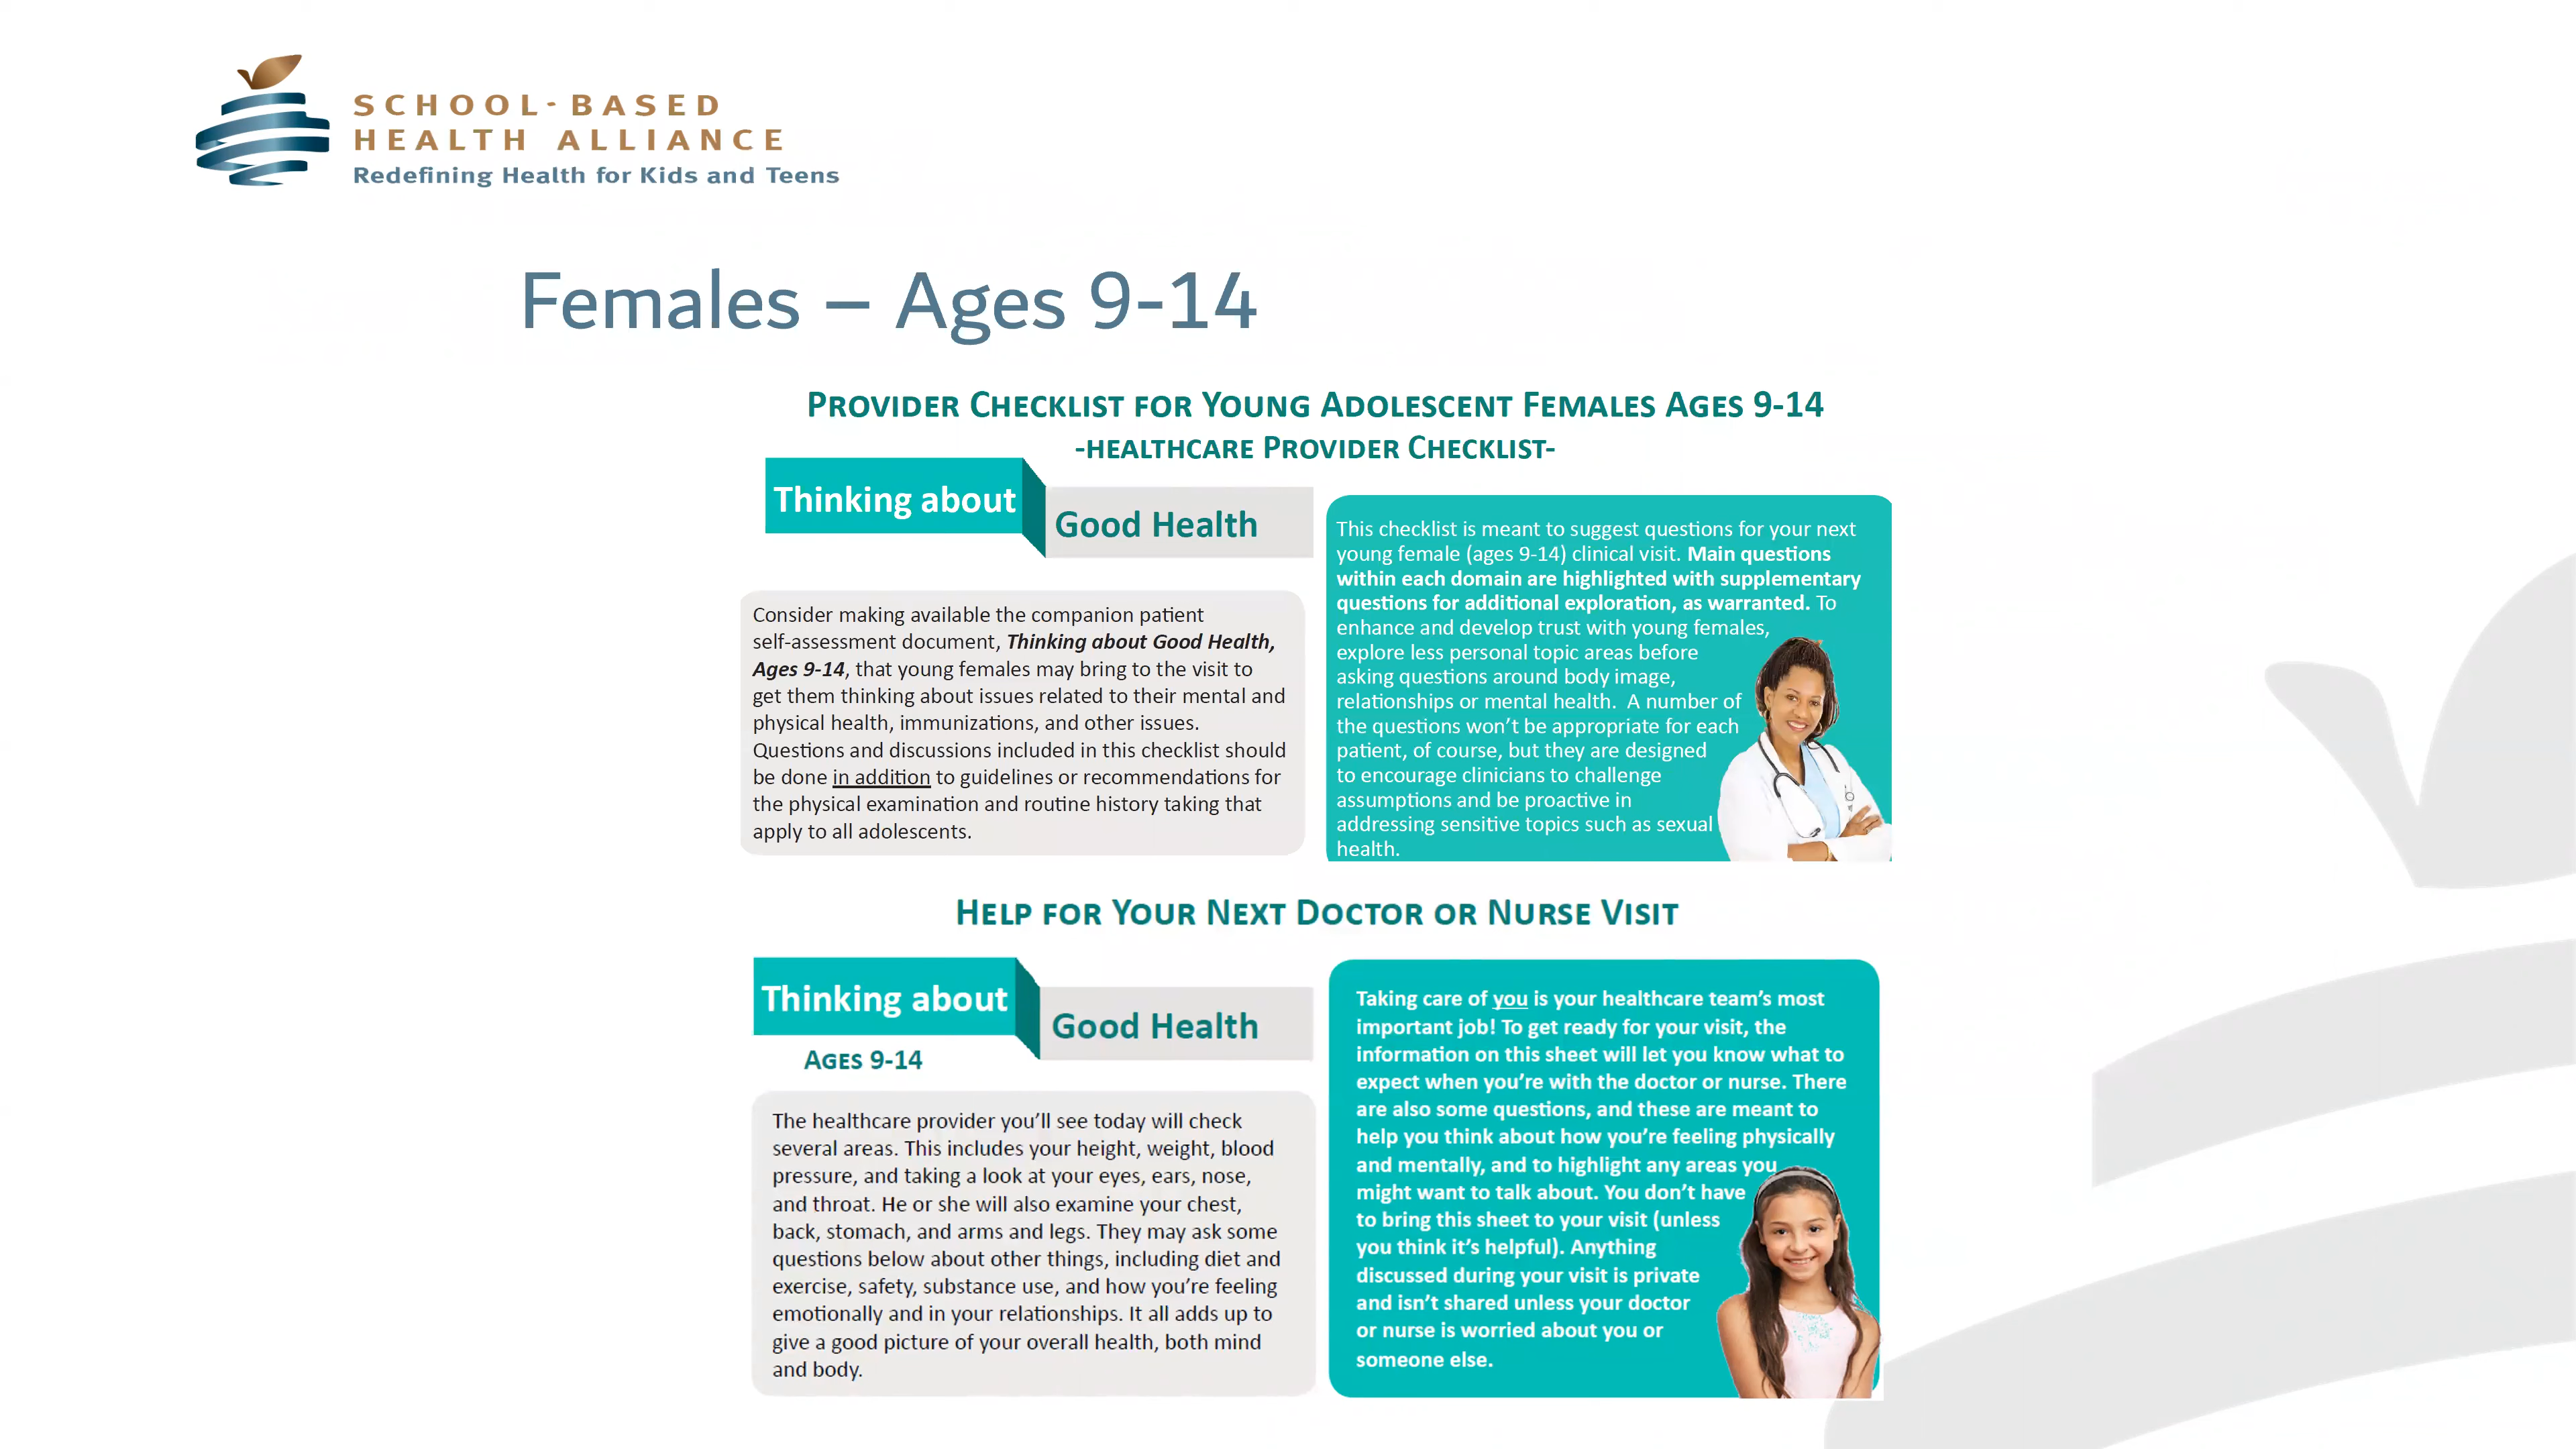 SCHOOL-BASED
HEALTH ALLIANCE
Redefining Health for Kids and Teens
Females – Ages 9-14
PROVIDER CHECKLIST FOR YOUNG ADOLESCENT FEMALES AGES 9-14
-HEALTHCARE PROVIDER CHECKLIST-
Thinking about
Good Health
Consider making available the companion patient
self-assessment document, Thinking about Good Health,
Ages 9-14, that young females may bring to the visit to
get them thinking about issues related to their mental and
physical health, immunizations, and other issues.
Questions and discussions included in this checklist should
be done in addition to guidelines or recommendations for
the physical examination and routine history taking that
apply to all adolescents.
This checklist is meant to suggest questions for your next
young female (ages 9-14) clinical visit. Main questions
within each domain are highlighted with supplementary
questions for additional exploration, as warranted. To
enhance and develop trust with young females,
explore less personal topic areas before
asking questions around body image,
relationships or mental health. A number of
the questions won't be appropriate for each
patient, of course, but they are designed
to encourage clinicians to challenge
assumptions and be proactive in
addressing sensitive topics such as sexual
health.
HELP FOR YOUR NEXT DOCTOR OR NURSE VISIT
Thinking about
Good Health
AGES 9-14
The healthcare provider you'll see today will check
several areas. This includes your height, weight, blood
pressure, and taking a look at your eyes, ears, nose,
and throat. He or she will also examine your chest,
back, stomach, and arms and legs. They may ask some
questions below about other things, including diet and
exercise, safety, substance use, and how you're feeling
emotionally and in your relationships. It all adds up to
give a good picture of your overall health, both mind
and body.
Taking care of you is your healthcare team's most
important job! To get ready for your visit, the
information on this sheet will let you know what to
expect when you're with the doctor or nurse. There
are also some questions, and these are meant to
help you think about how you're feeling physically
and mentally, and to highlight any areas you
might want to talk about. You don't have
to bring this sheet to your visit (unless
you think it's helpful). Anything
discussed during your visit is private
and isn't shared unless your doctor
or nurse is worried about you or
someone else.